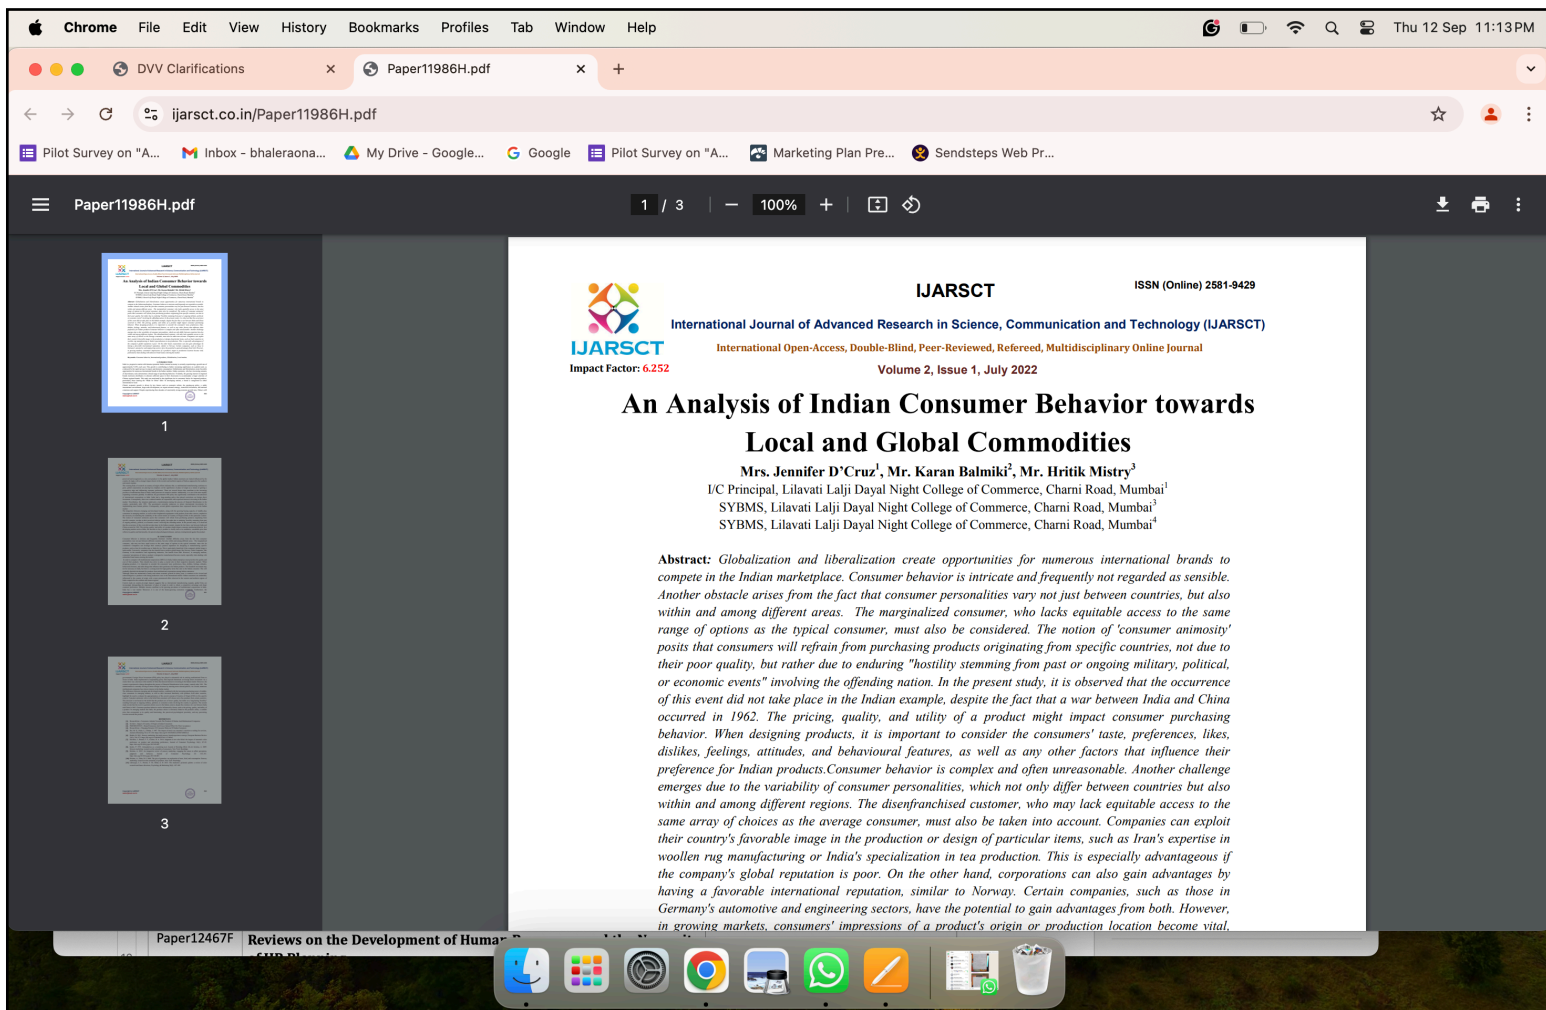 Chrome File Edit View History Bookmarks Profiles Tab Window Help Thu 12 Sep 11:13 PM
DVV Clarifications Paper11986H.pdf
ijarsct.co.in/Paper11986H.pdf
Pilot Survey on "A... Inbox - bhaleraona... My Drive - Google... Google Pilot Survey on "A... Marketing Plan Pre... Sendsteps Web Pr...
Paper11986H.pdf 1 / 3 100%
1
2
3
IJARSCT ISSN (Online) 2581-9429
International Journal of Advanced Research in Science, Communication and Technology (IJARSCT)
IJARSCT International Open-Access, Double-Blind, Peer-Reviewed, Refereed, Multidisciplinary Online Journal
Impact Factor: 6.252 Volume 2, Issue 1, July 2022
An Analysis of Indian Consumer Behavior towards
Local and Global Commodities
Mrs. Jennifer D'Cruz1, Mr. Karan Balmiki2, Mr. Hritik Mistry3
I/C Principal, Lilavati Lalji Dayal Night College of Commerce, Charni Road, Mumbai1
SYBMS, Lilavati Lalji Dayal Night College of Commerce, Charni Road, Mumbai3
SYBMS, Lilavati Lalji Dayal Night College of Commerce, Charni Road, Mumbai4
Abstract: Globalization and liberalization create opportunities for numerous international brands to
compete in the Indian marketplace. Consumer behavior is intricate and frequently not regarded as sensible.
Another obstacle arises from the fact that consumer personalities vary not just between countries, but also
within and among different areas. The marginalized consumer, who lacks equitable access to the same
range of options as the typical consumer, must also be considered. The notion of 'consumer animosity'
posits that consumers will refrain from purchasing products originating from specific countries, not due to
their poor quality, but rather due to enduring "hostility stemming from past or ongoing military, political,
or economic events" involving the offending nation. In the present study, it is observed that the occurrence
of this event did not take place in the Indian example, despite the fact that a war between India and China
occurred in 1962. The pricing, quality, and utility of a product might impact consumer purchasing
behavior. When designing products, it is important to consider the consumers' taste, preferences, likes,
dislikes, feelings, attitudes, and behavioural features, as well as any other factors that influence their
preference for Indian products.Consumer behavior is complex and often unreasonable. Another challenge
emerges due to the variability of consumer personalities, which not only differ between countries but also
within and among different regions. The disenfranchised customer, who may lack equitable access to the
same array of choices as the average consumer, must also be taken into account. Companies can exploit
their country's favorable image in the production or design of particular items, such as Iran's expertise in
woollen rug manufacturing or India's specialization in tea production. This is especially advantageous if
the company's global reputation is poor. On the other hand, corporations can also gain advantages by
having a favorable international reputation, similar to Norway. Certain companies, such as those in
Germany's automotive and engineering sectors, have the potential to gain advantages from both. However,
in growing markets, consumers' impressions of a product's origin or production location become vital,
Paper12467F Reviews on the Development of Human